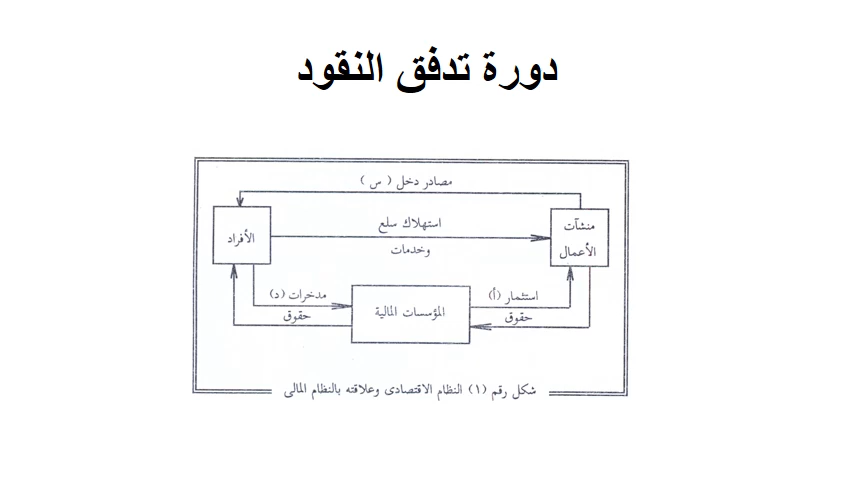 دورة تدفق النقود
مصادر دخل ( س )
منشآت
الأعمال
استهلاك سلع
وخدمات
الأفراد
استثمار (أ)
حقوق
المؤسسات المالية
مدخرات (د)
حقوق
شكل رقم (١) النظام الاقتصادى وعلاقته بالنظام المالى